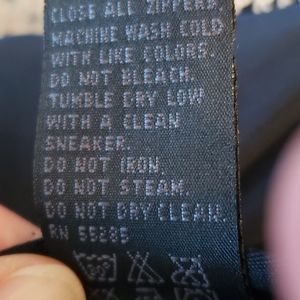 CLOSE ALL ZIPPERS.
MACHINE WASH COLD
WITH LIKE COLORS.
DO NOT BLEACH.
TUMBLE DRY LOW
WITH A CLEAN
SNEAKER.
DO NOT IRON.
DO NOT STEAM.
DO NOT DRY CLEAN.
RN 55285